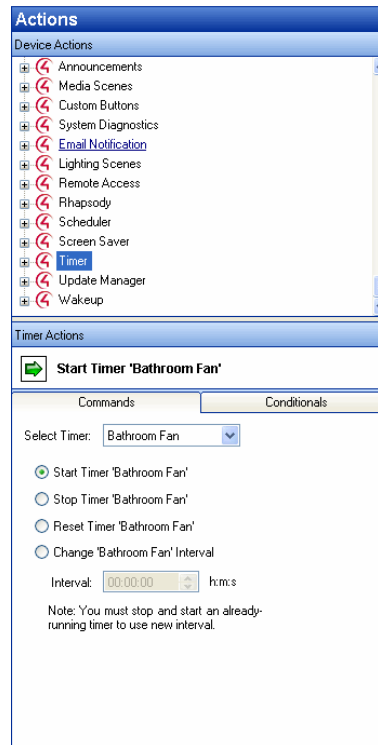 Actions
Device Actions
Announcements
Media Scenes
Custom Buttons
System Diagnostics
Email Notification
Lighting Scenes
Remote Access
Rhapsody
Scheduler
Screen Saver
Timer
Update Manager
Wakeup
Timer Actions
Start Timer 'Bathroom Fan'
Commands Conditionals
Select Timer: Bathroom Fan
Start Timer 'Bathroom Fan'
Stop Timer 'Bathroom Fan'
Reset Timer 'Bathroom Fan'
Change 'Bathroom Fan' Interval
Interval: 00:00:00 h:m:s
Note: You must stop and start an already-
running timer to use new interval.